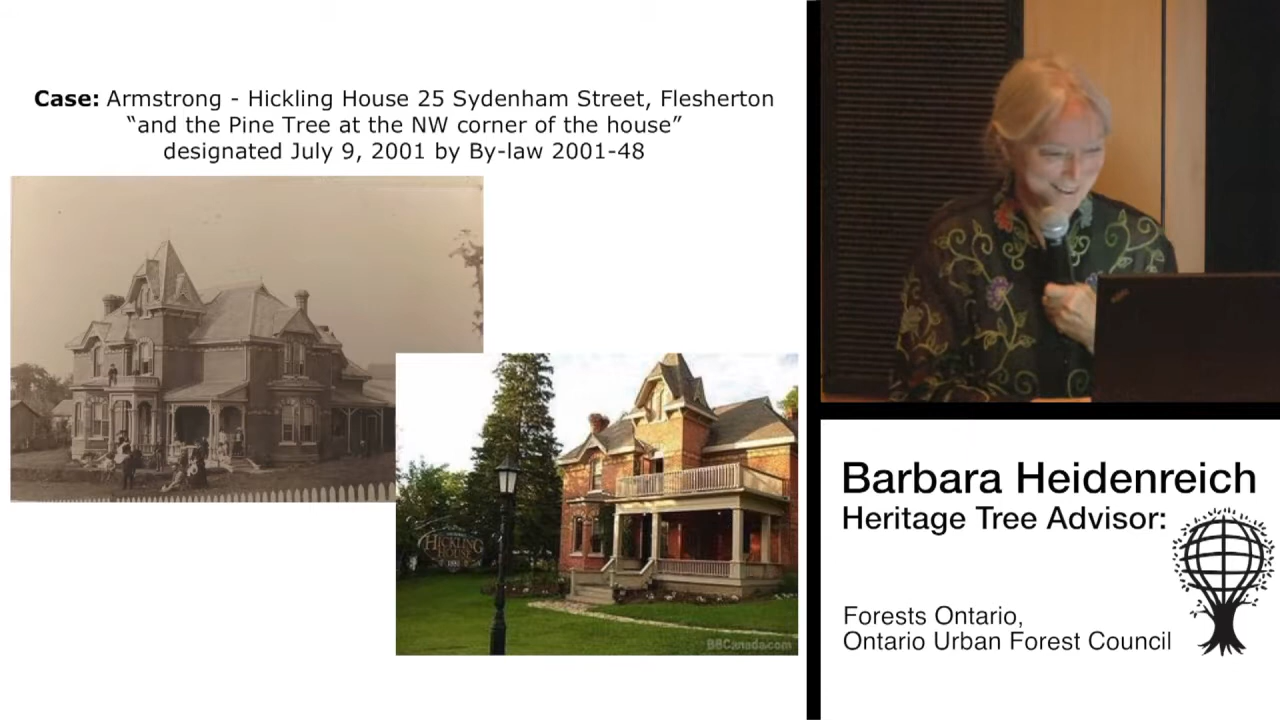 Case: Armstrong - Hickling House 25 Sydenham Street, Flesherton
“and the Pine Tree at the NW corner of the house”
designated July 9, 2001 by By-law 2001-48
HICKLING
HOUSE
BBCanada.com
Barbara Heidenreich
Heritage Tree Advisor:
Forests Ontario,
Ontario Urban Forest Council